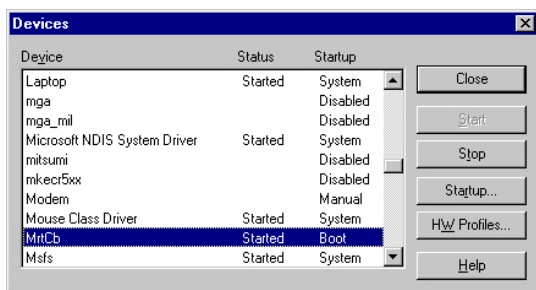 Devices
Device Status Startup
Laptop Started System
mga Disabled
mga_mil Disabled
Microsoft NDIS System Driver Started System
mitsumi Disabled
mkecr5xx Disabled
Modem Manual
Mouse Class Driver Started System
MrtCb Started Boot
Msfs Started System
Close
Start
Stop
Startup...
HW Profiles...
Help